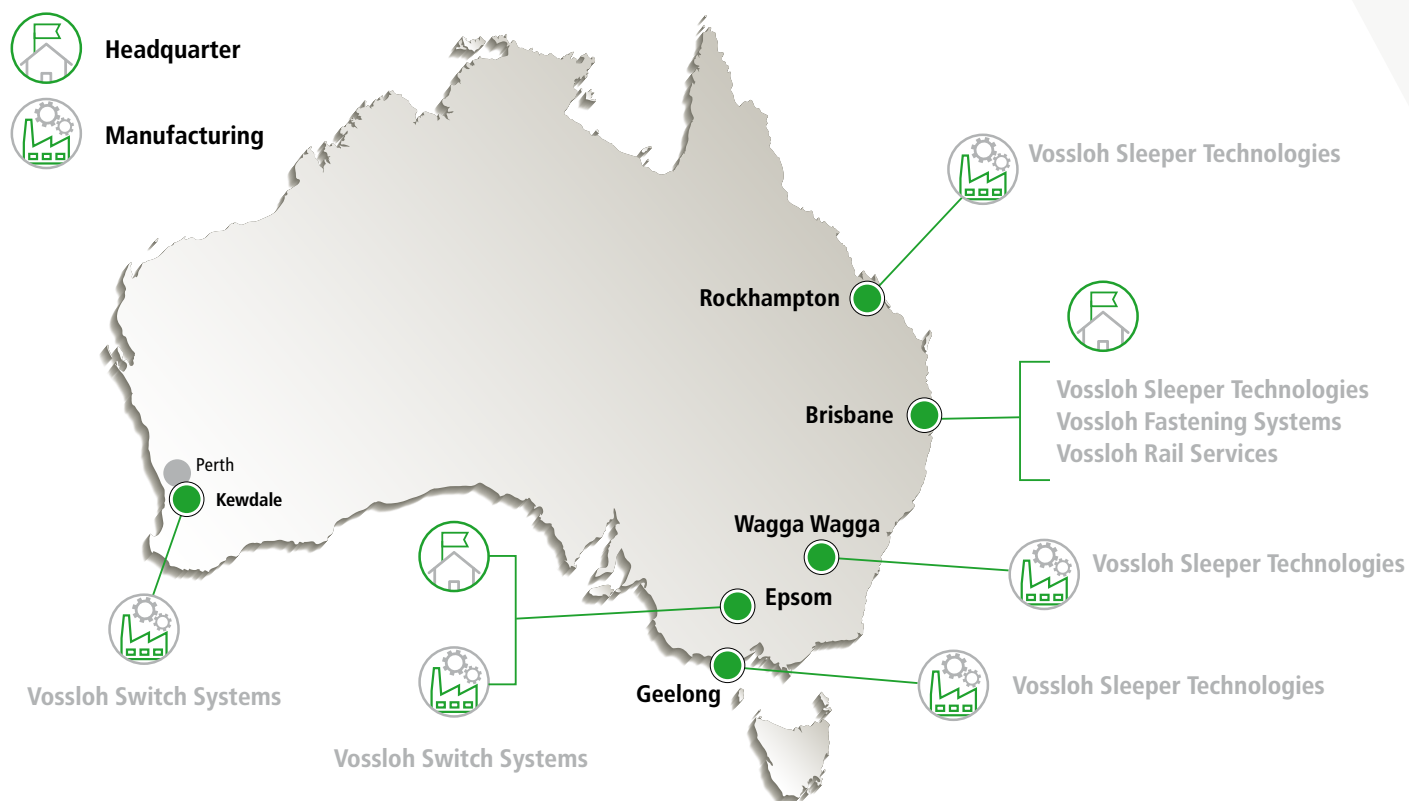 Headquarter
Manufacturing
Vossloh Sleeper Technologies
Rockhampton
Vossloh Sleeper Technologies
Vossloh Fastening Systems
Vossloh Rail Services
Brisbane
Perth
Kewdale
Wagga Wagga
Vossloh Sleeper Technologies
Epsom
Geelong
Vossloh Sleeper Technologies
Vossloh Switch Systems
Vossloh Switch Systems